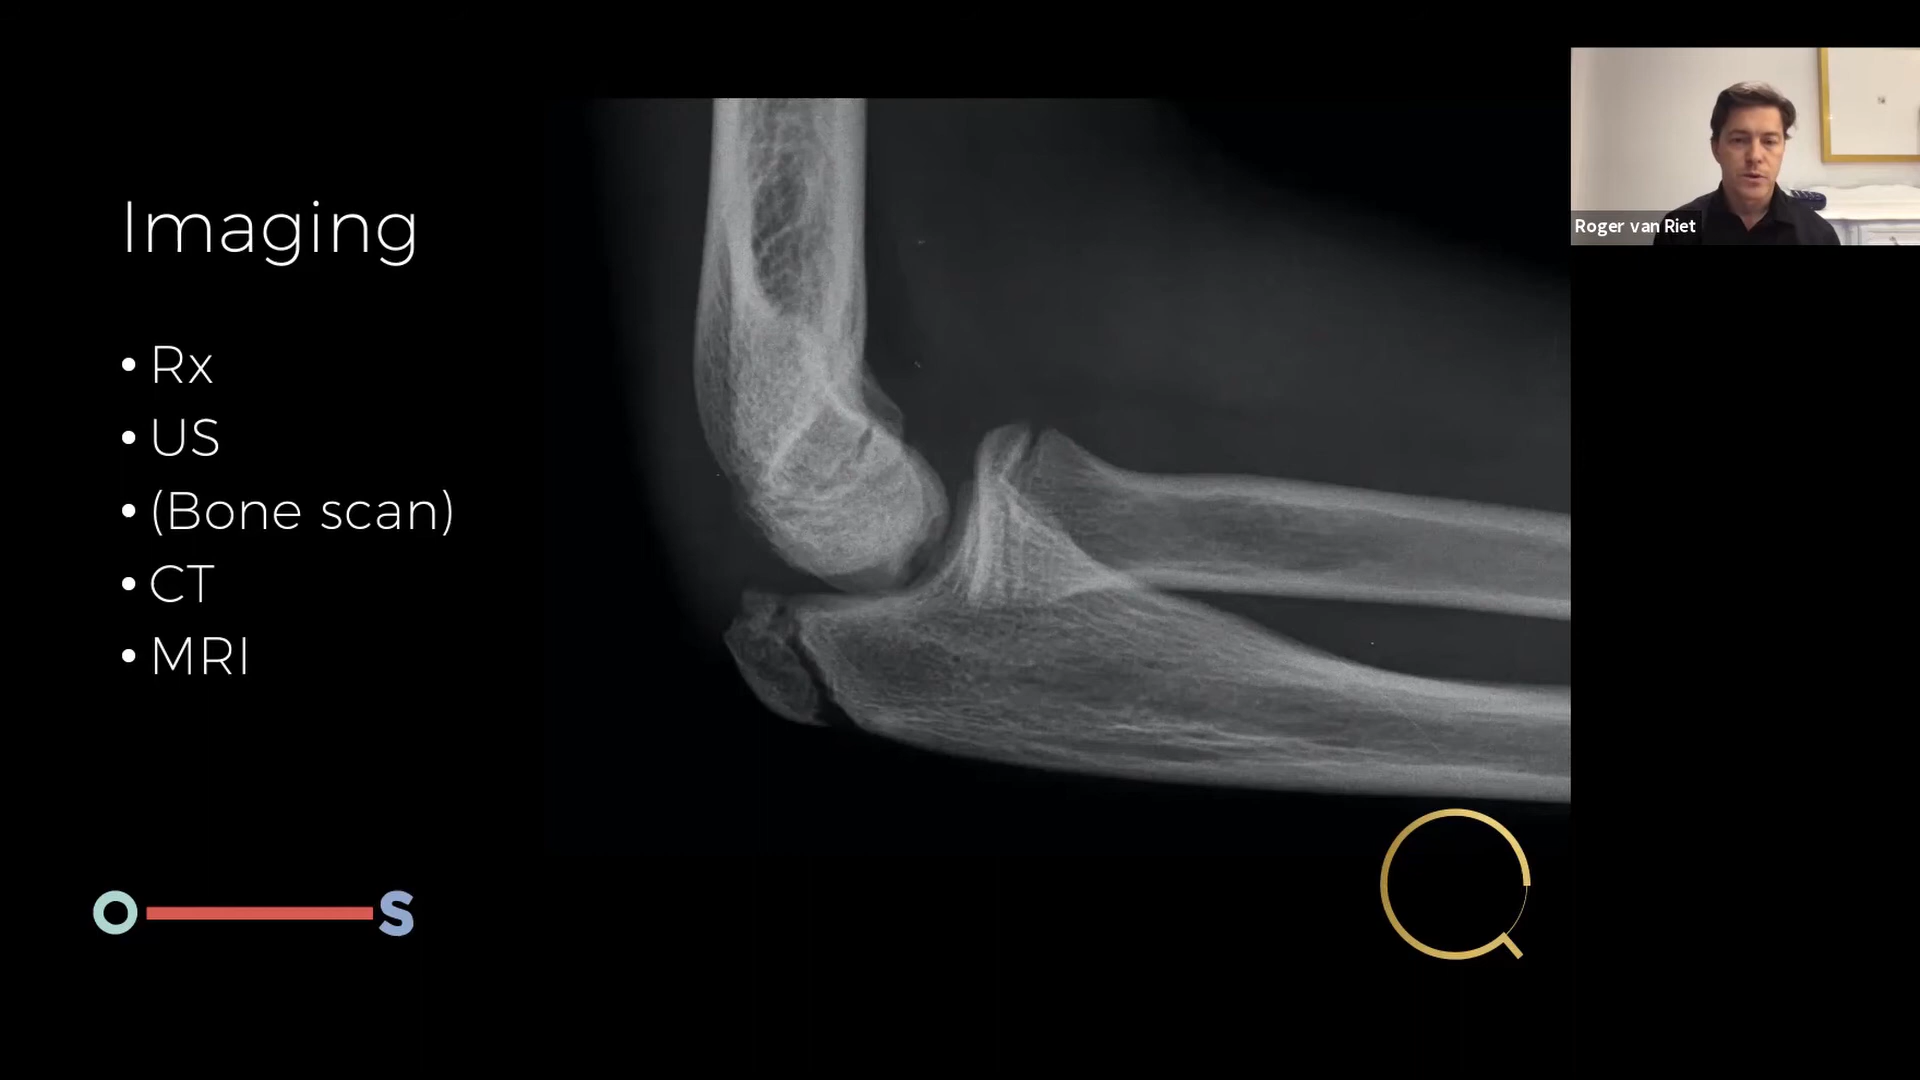 Imaging
• Rx
• US
• (Bone scan)
• CT
• MRI
O S
Roger van Riet